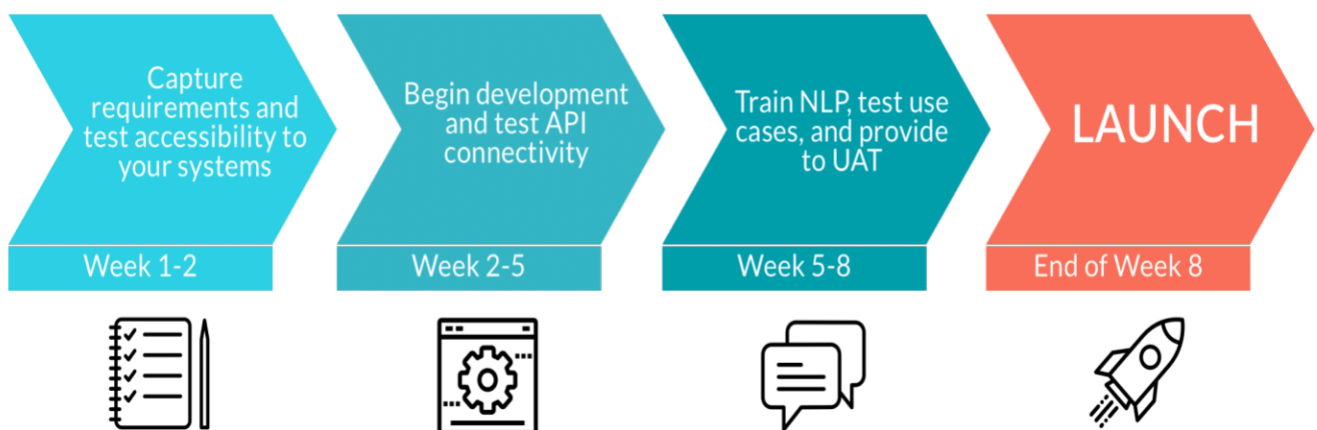 Capture
requirements and
test accessibility to
your systems
Week 1-2
Begin development
and test API
connectivity
Week 2-5
Train NLP, test use
cases, and provide
to UAT
Week 5-8
LAUNCH
End of Week 8